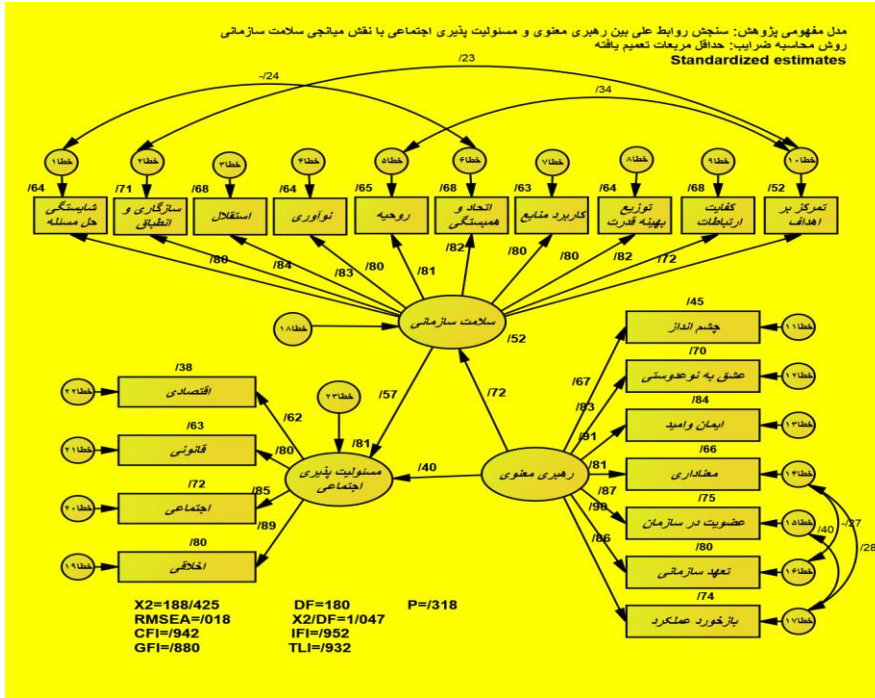 مدل مفهومی پژوهش: سنجش روابط علی بین رهبری معنوی و مسئولیت پذیری اجتماعی با نقش میانجی سلامت سازمانی
روش محاسبه ضرایب: حداقل مربعات تعمیم یافته
Standardized estimates
/23
-/24
/34
خطا۱
خطا۲
خطا۳
خطا۴
خطا۵
خطا۶
خطا۷
خطا۸
خطا۹
خطا۱۰
/64
/71
/68
/64
/65
/68
/63
/64
/68
/52
شایستگی حل مسئله
سازگاری و انطباق
استقلال
نوآوری
روحیه
اتحاد و همبستگی
کاربرد منابع
توزیع بهینه قدرت
کفایت ارتباطات
تمرکز بر اهداف
/80
/84
/83
/80
/81
/82
/80
/80
/82
/72
خطا۱۸
سلامت سازمانی
/52
/45
چشم انداز
خطا۱۱
/70
عشق به نوعدوستی
خطا۱۲
/84
ایمان وامید
خطا۱۳
/66
معناداری
خطا۱۴
/75
عضویت در سازمان
خطا۱۵
/80
تعهد سازمانی
خطا۱۶
/74
بازخورد عملکرد
خطا۱۷
/67
/83
/91
/81
/87
/90
/86
-/27
/40
/28
/57
/72
/40
رهبری معنوی
خطا۲۳
/81
مسئولیت پذیری اجتماعی
/38
اقتصادی
خطا۲۲
/63
قانونی
خطا۲۱
/72
اجتماعی
خطا۲۰
/80
اخلاقی
خطا۱۹
/62
/80
/85
/89
X2=188/425 DF=180 P=/318
RMSEA=/018 X2/DF=1/047
CFI=/942 IFI=/952
GFI=/880 TLI=/932